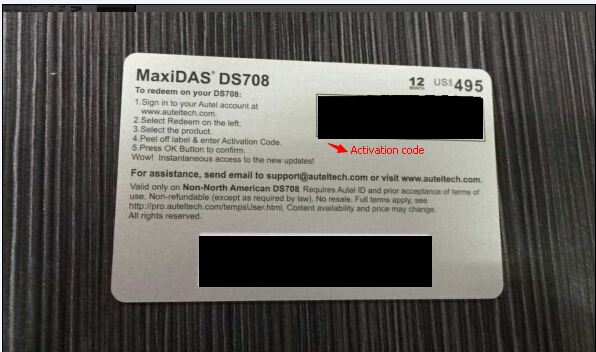 MaxiDAS® DS708
12 MONTH US$ 495
To redeem on your DS708:
1.Sign in to your Autel account at
www.auteltech.com.
2.Select Redeem on the left.
3.Select the product.
4.Peel off label & enter Activation Code.
5.Press OK Button to confirm.
Wow! Instantaneous access to the new updates!
Activation code
For assistance, send email to support@auteltech.com or visit www.auteltech.com.
Valid only on Non-North American DS708. Requires Autel ID and prior acceptance of terms of
use. Non-refundable (except as required by law). No resale. Full terms apply, see
http://pro.auteltech.com/tempsUser.html. Content availability and price may change.
All rights reserved.